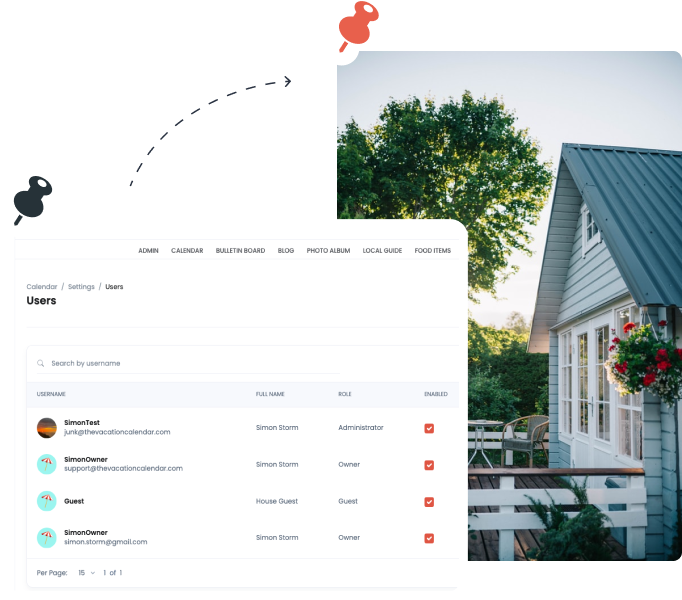 ADMIN CALENDAR BULLETIN BOARD BLOG PHOTO ALBUM LOCAL GUIDE FOOD ITEMS
Calendar / Settings / Users
Users
Search by username
USERNAME FULL NAME ROLE ENABLED
SimonTest
junk@thevacationcalendar.com Simon Storm Administrator
SimonOwner
support@thevacationcalendar.com Simon Storm Owner
Guest House Guest Guest
SimonOwner
simon.storm@gmail.com Simon Storm Owner
Per Page: 15 1 of 1